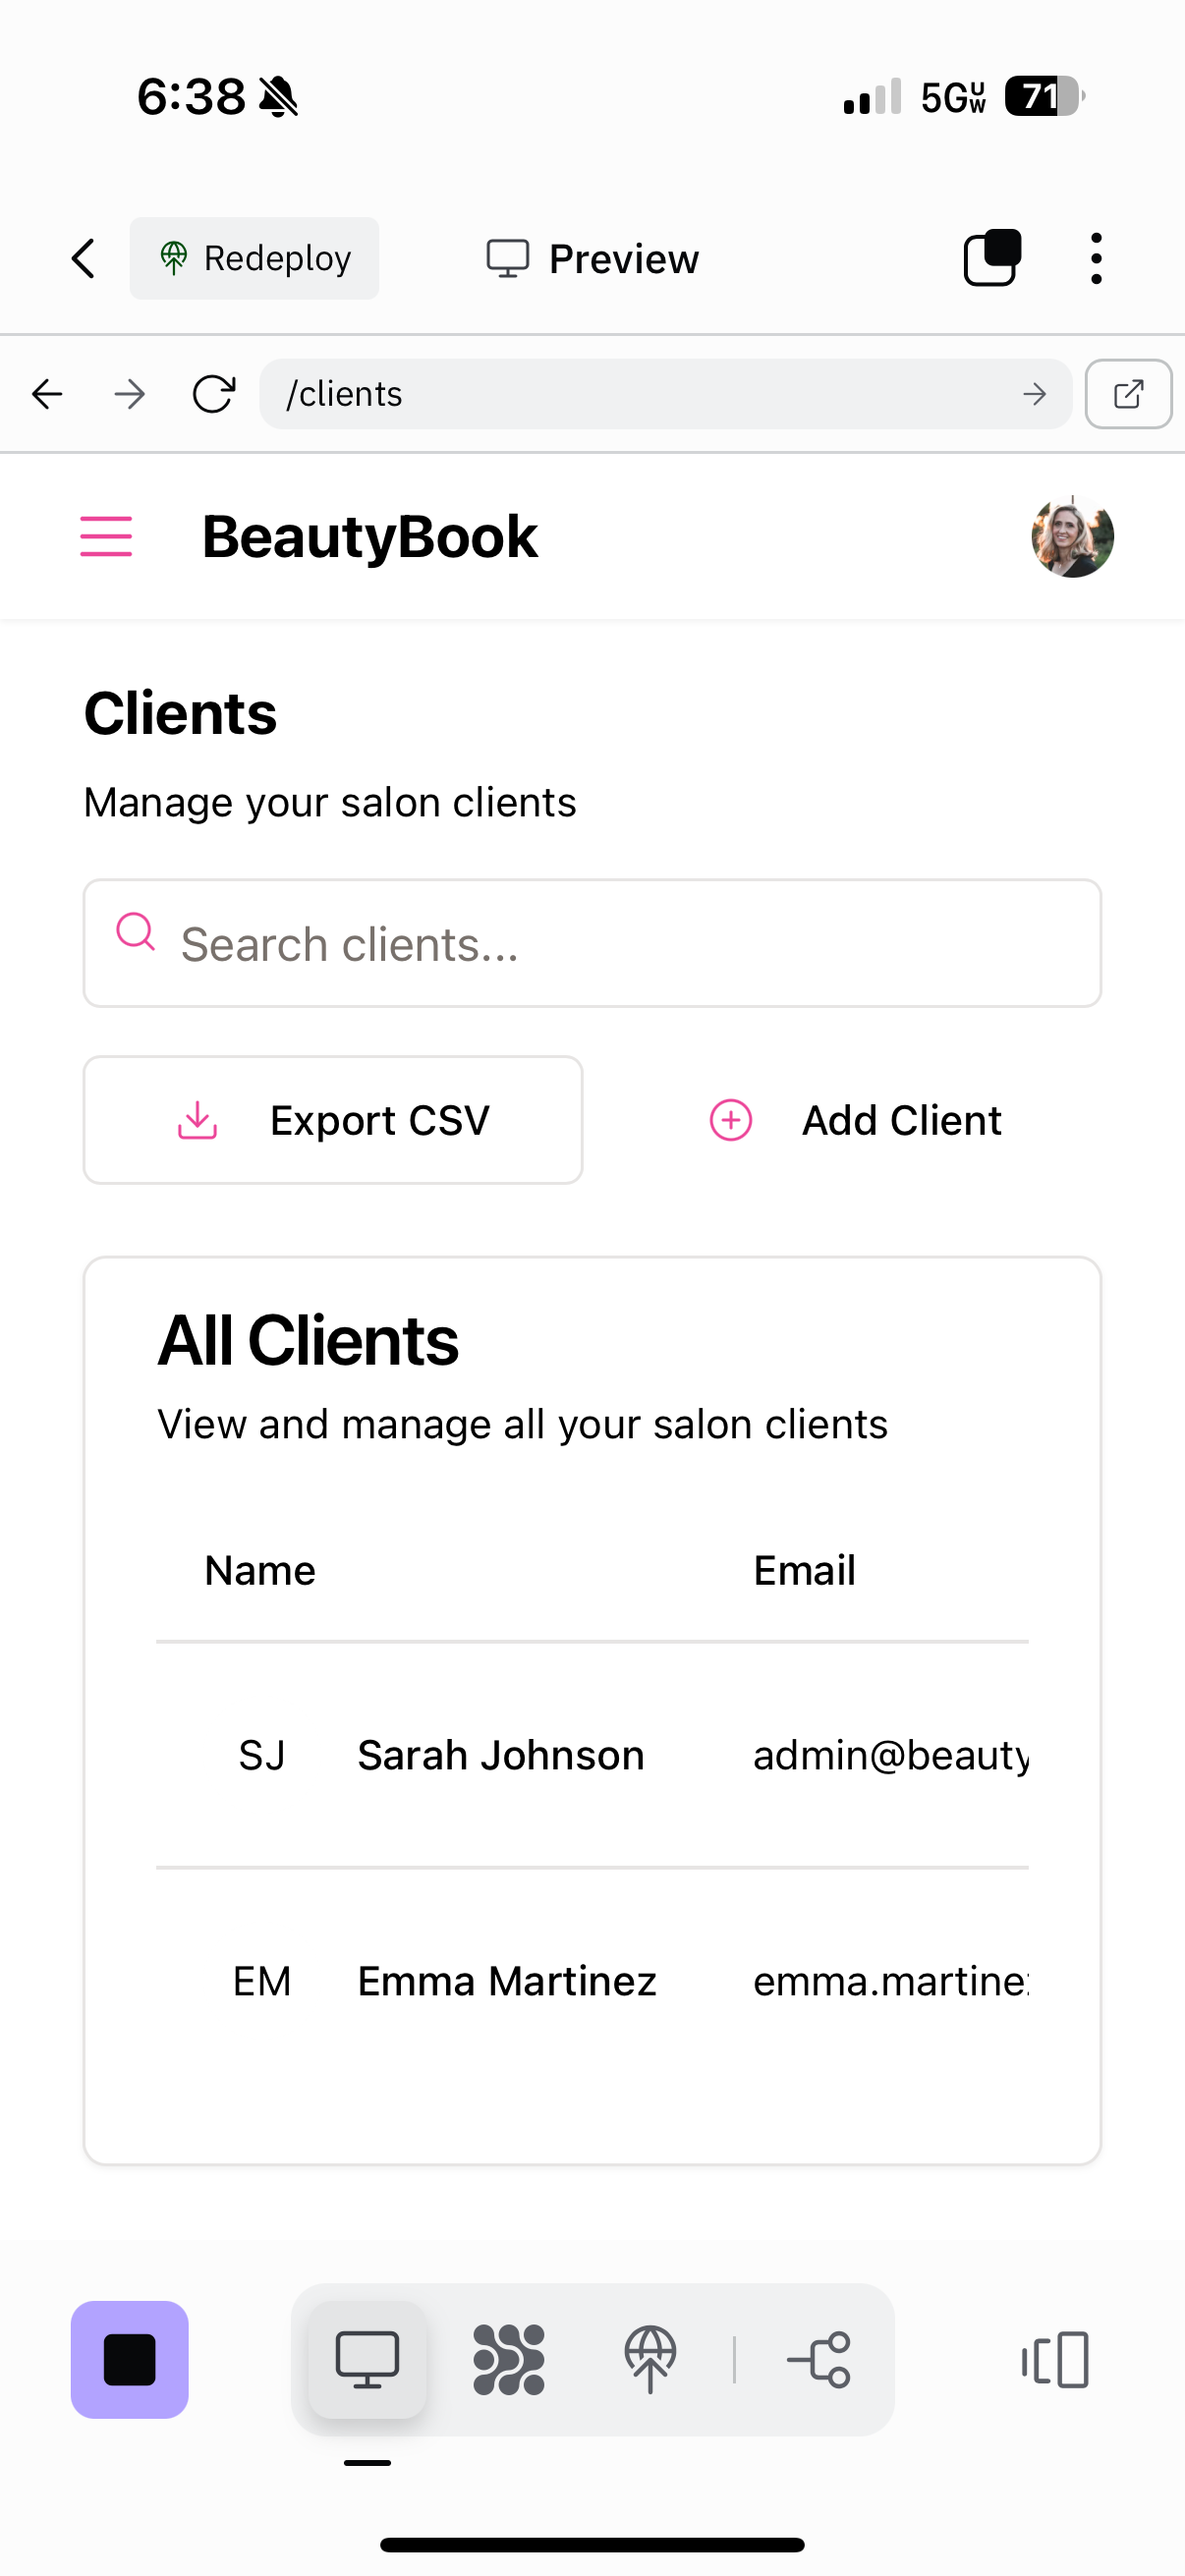 6:38
5G UW 71
Redeploy
Preview
/clients
BeautyBook
Clients
Manage your salon clients
Search clients...
Export CSV
Add Client
All Clients
View and manage all your salon clients
Name Email
SJ Sarah Johnson admin@beauty
EM Emma Martinez emma.martinez